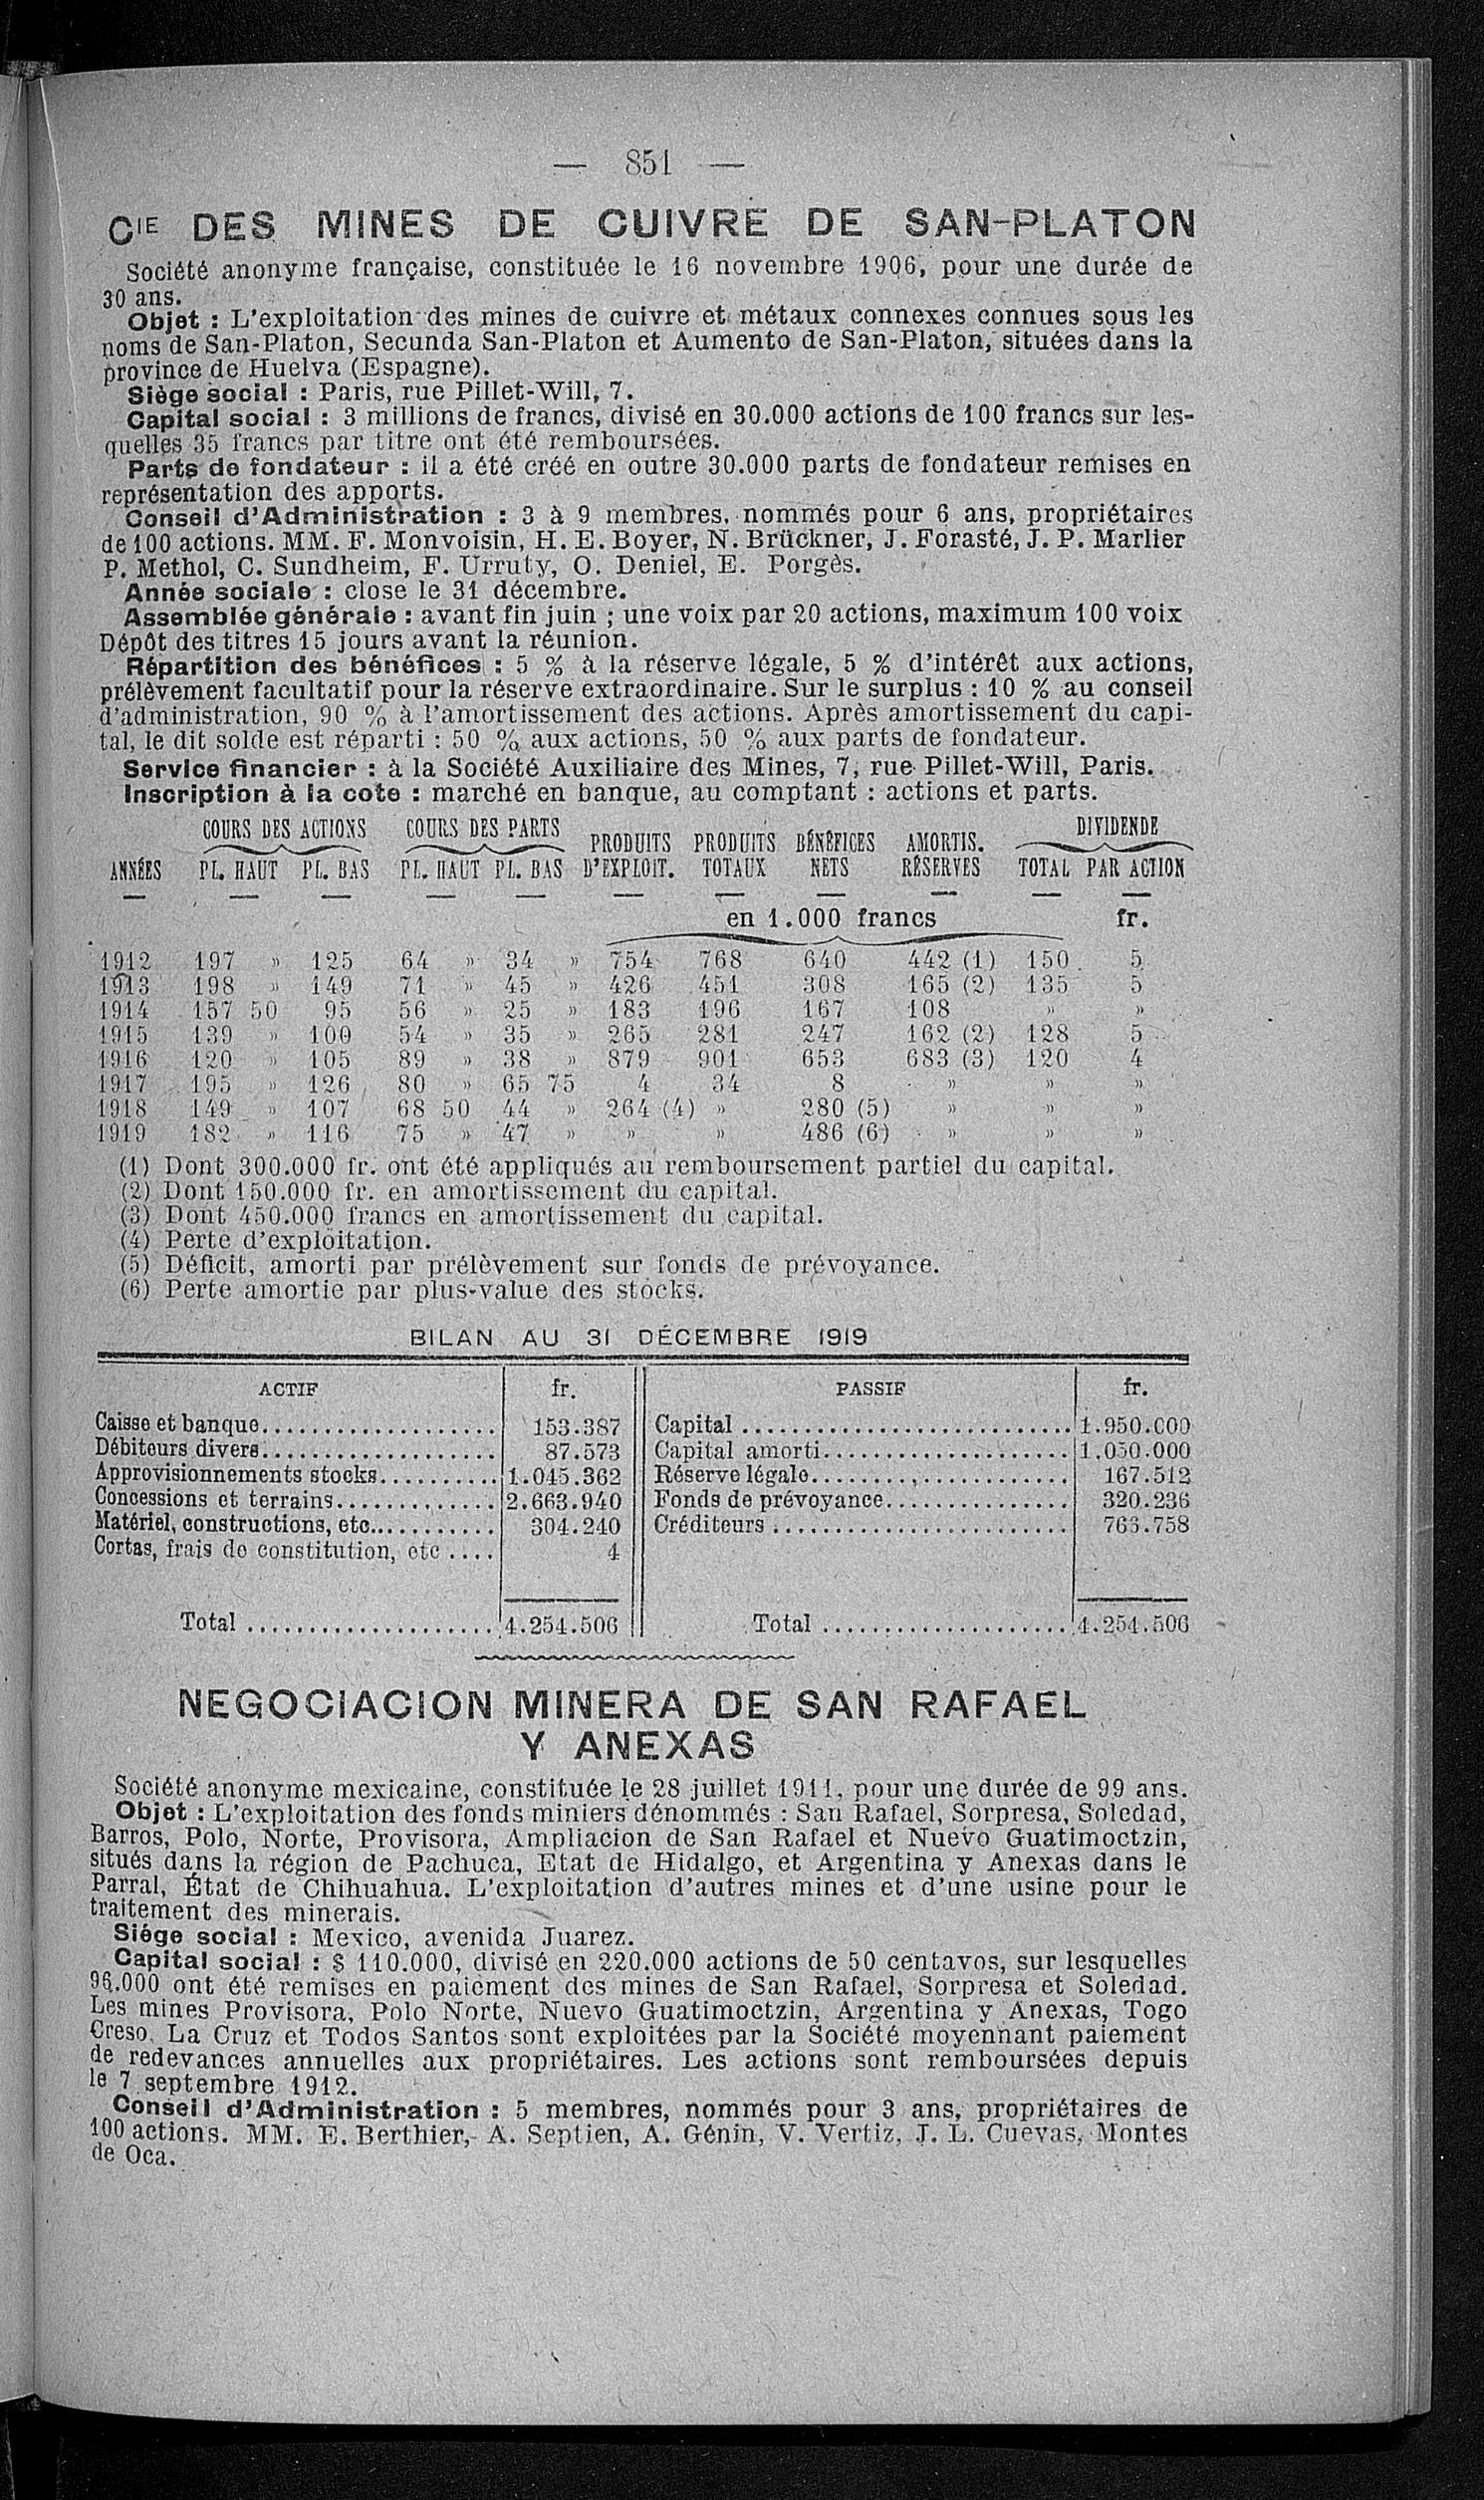 — 851 —
CIE DES MINES DE CUIVRE DE SAN-PLATON
Société anonyme française, constituée le 16 novembre 1906, pour une durée de
30 ans.
Objet : L'exploitation des mines de cuivre et métaux connexes connues sous les
noms de San-Platon, Secunda San-Platon et Aumento de San-Platon, situées dans la
province de Huelva (Espagne).
Siège social : Paris, rue Pillet-Will, 7.
Capital social : 3 millions de francs, divisé en 30.000 actions de 100 francs sur les-
quelles 35 francs par titre ont été remboursées.
Parts de fondateur : il a été créé en outre 30.000 parts de fondateur remises en
représentation des apports.
Conseil d'Administration : 3 à 9 membres, nommés pour 6 ans, propriétaires
de 100 actions. MM. F. Monvoisin, H. E. Boyer, N. Brückner, J. Forasté, J. P. Marlier
P. Methol, C. Sundheim, F. Urruty, O. Deniel, E. Porgès.
Année sociale : close le 31 décembre.
Assemblée générale : avant fin juin ; une voix par 20 actions, maximum 100 voix
Dépôt des titres 15 jours avant la réunion.
Répartition des bénéfices : 5 % à la réserve légale, 5 % d'intérêt aux actions,
prélèvement facultatif pour la réserve extraordinaire. Sur le surplus : 10 % au conseil
d'administration, 90 % à l'amortissement des actions. Après amortissement du capi-
tal, le dit solde est réparti : 50 % aux actions, 50 % aux parts de fondateur.
Service financier : à la Société Auxiliaire des Mines, 7, rue Pillet-Will, Paris.
Inscription à la cote : marché en banque, au comptant : actions et parts.
COURS DES ACTIONS COURS DES PARTS PRODUITS PRODUITS BÉNÉFICES AMORTIS. DIVIDENDE
ANNÉES PL. HAUT PL. BAS PL. HAUT PL. BAS D'EXPLOIT. TOTAUX NETS RÉSERVES TOTAL PAR ACTION
— — — — — — — — — — —
en 1.000 francs fr.
1912 197 » 125 64 » 34 » 754 768 640 442 (1) 150 5
1913 198 » 149 71 » 45 » 426 451 308 165 (2) 135 5
1914 157 50 95 56 » 25 » 183 196 167 108 » »
1915 139 » 100 54 » 35 » 265 281 247 162 (2) 128 5
1916 120 » 105 89 » 38 » 879 901 653 683 (3) 120 4
1917 195 » 126 80 » 65 75 4 34 8 » » »
1918 149 » 107 68 50 44 » 264 (4) » 280 (5) » » »
1919 182 » 116 75 » 47 » » » 486 (6) » » »
(1) Dont 300.000 fr. ont été appliqués au remboursement partiel du capital.
(2) Dont 150.000 fr. en amortissement du capital.
(3) Dont 450.000 francs en amortissement du capital.
(4) Perte d'exploitation.
(5) Déficit, amorti par prélèvement sur fonds de prévoyance.
(6) Perte amortie par plus-value des stocks.
BILAN AU 31 DÉCEMBRE 1919
ACTIF fr. PASSIF fr.
Caisse et banque................... 153.387 Capital .......................... 1.950.000
Débiteurs divers................... 87.573 Capital amorti.................... 1.050.000
Approvisionnements stocks.......... 1.045.362 Réserve légale.................... 167.512
Concessions et terrains............. 2.663.940 Fonds de prévoyance............... 320.236
Matériel, constructions, etc........... 304.240 Créditeurs ........................ 763.758
Cortas, frais de constitution, etc .... 4
Total .................... 4.254.506 Total .................... 4.254.506
NEGOCIACION MINERA DE SAN RAFAEL
Y ANEXAS
Société anonyme mexicaine, constituée le 28 juillet 1911, pour une durée de 99 ans.
Objet : L'exploitation des fonds miniers dénommés : San Rafael, Sorpresa, Soledad,
Barros, Polo, Norte, Provisora, Ampliacion de San Rafael et Nuevo Guatimoctzin,
situés dans la région de Pachuca, Etat de Hidalgo, et Argentina y Anexas dans le
Parral, État de Chihuahua. L'exploitation d'autres mines et d'une usine pour le
traitement des minerais.
Siége social : Mexico, avenida Juarez.
Capital social : $ 110.000, divisé en 220.000 actions de 50 centavos, sur lesquelles
96.000 ont été remises en paiement des mines de San Rafael, Sorpresa et Soledad.
Les mines Provisora, Polo Norte, Nuevo Guatimoctzin, Argentina y Anexas, Togo
Creso, La Cruz et Todos Santos sont exploitées par la Société moyennant paiement
de redevances annuelles aux propriétaires. Les actions sont remboursées depuis
le 7 septembre 1912.
Conseil d'Administration : 5 membres, nommés pour 3 ans, propriétaires de
100 actions. MM. E. Berthier, A. Septien, A. Génin, V. Vertiz, J. L. Cuevas, Montes
de Oca.